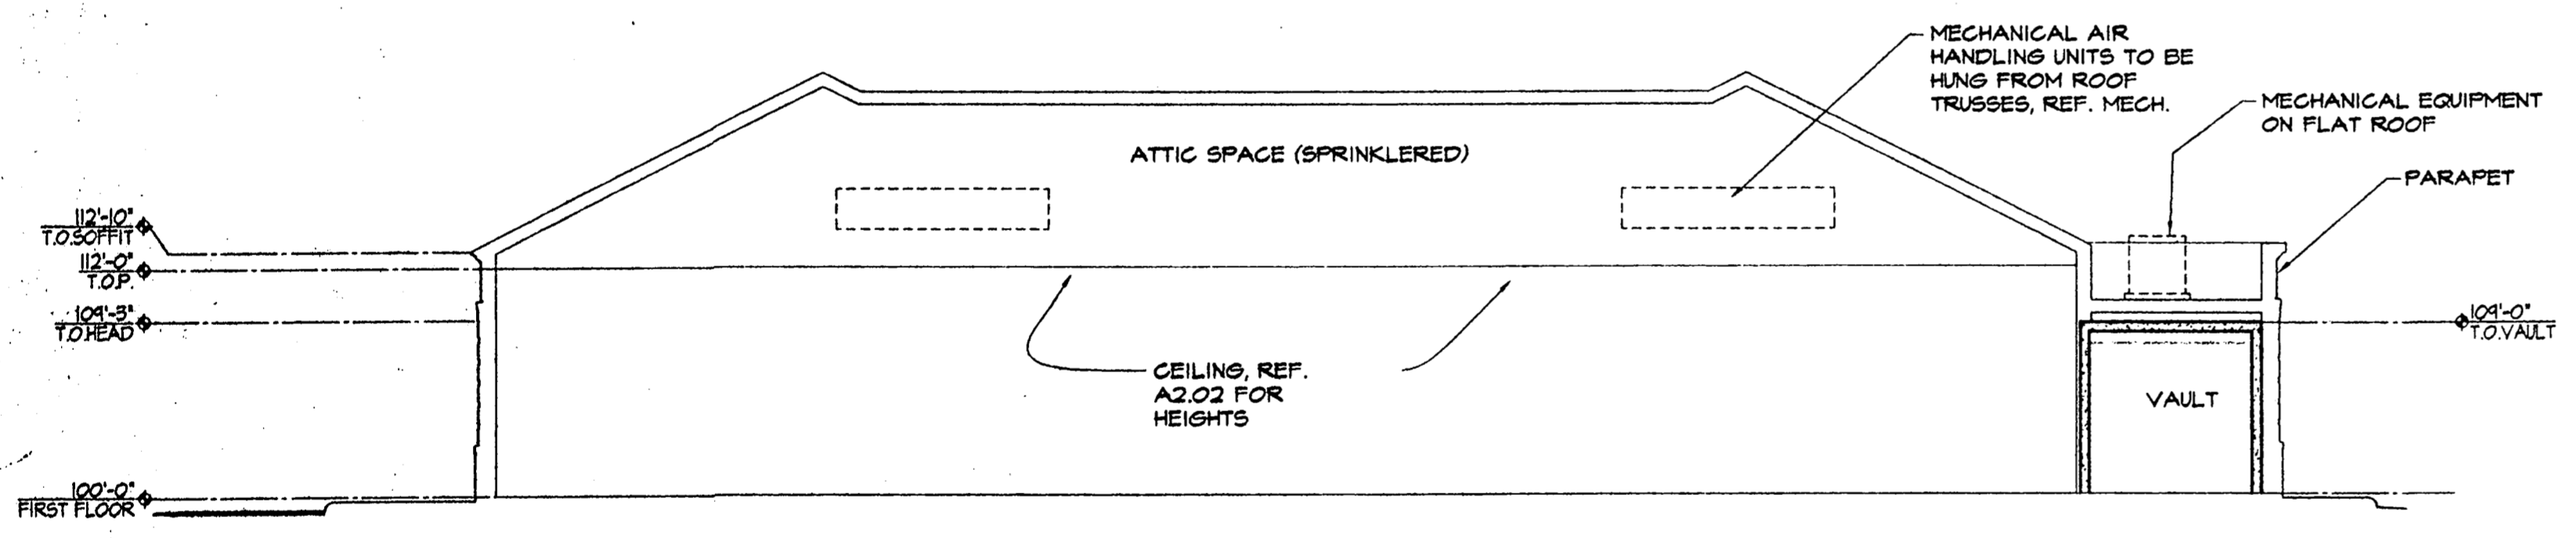 MECHANICAL AIR
HANDLING UNITS TO BE
HUNG FROM ROOF
TRUSSES, REF. MECH.
MECHANICAL EQUIPMENT
ON FLAT ROOF
ATTIC SPACE (SPRINKLERED)
PARAPET
112'-10"
T.O.SOFFIT
112'-0"
T.O.P.
109'-3"
T.O.HEAD
109'-0"
T.O.VAULT
CEILING, REF.
A2.02 FOR
HEIGHTS
VAULT
100'-0"
FIRST FLOOR